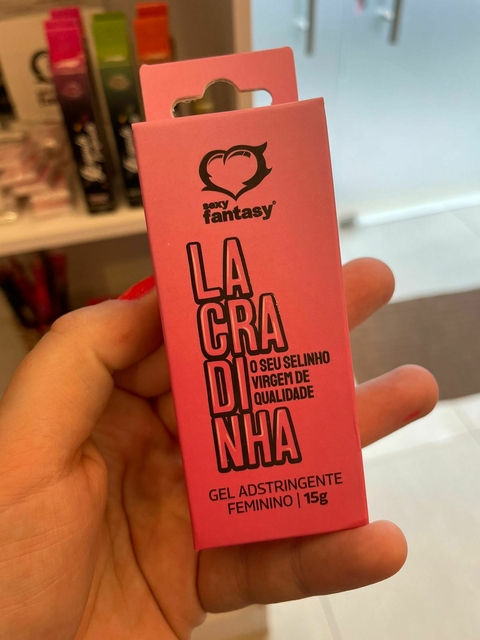 sexy
fantasy®
LA
CRA
DI
NHA
O SEU SELINHO
VIRGEM DE
QUALIDADE
GEL ADSTRINGENTE
FEMININO | 15g